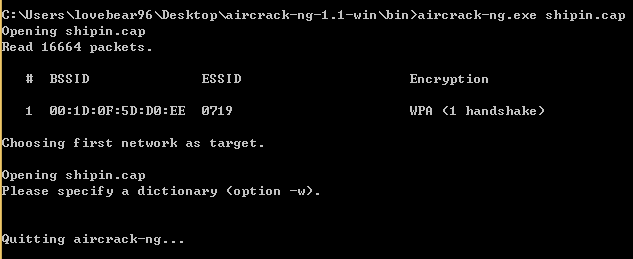 C:\Users\lovebear96\Desktop\aircrack-ng-1.1-win\bin>aircrack-ng.exe shipin.cap
Opening shipin.cap
Read 16664 packets.
# BSSID ESSID Encryption
1 00:1D:0F:5D:D0:EE 0719 WPA (1 handshake)
Choosing first network as target.
Opening shipin.cap
Please specify a dictionary (option -w).
Quitting aircrack-ng...